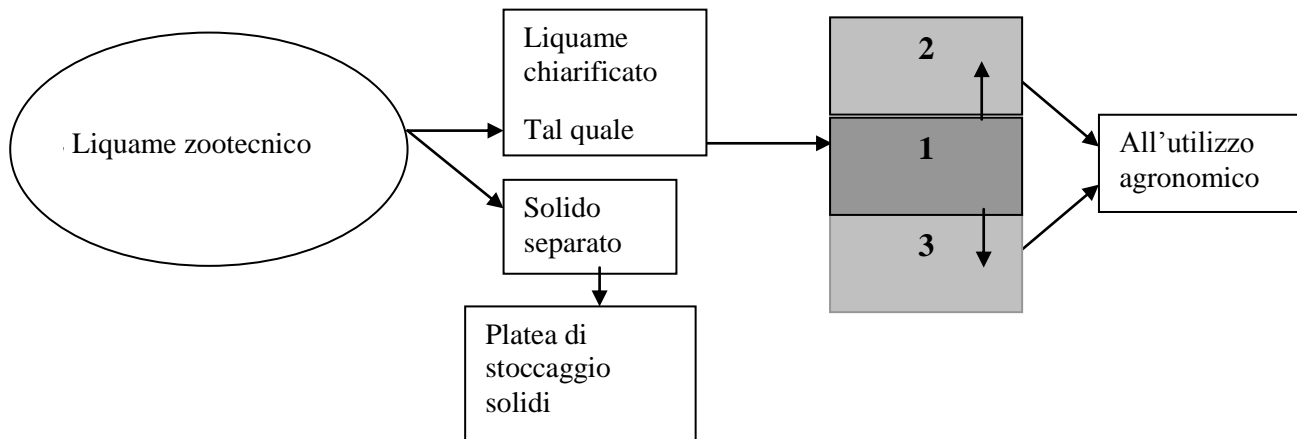 Liquame zootecnico
Liquame
chiarificato
Tal quale
Solido
separato
Platea di
stoccaggio
solidi
2
1
3
All’utilizzo
agronomico